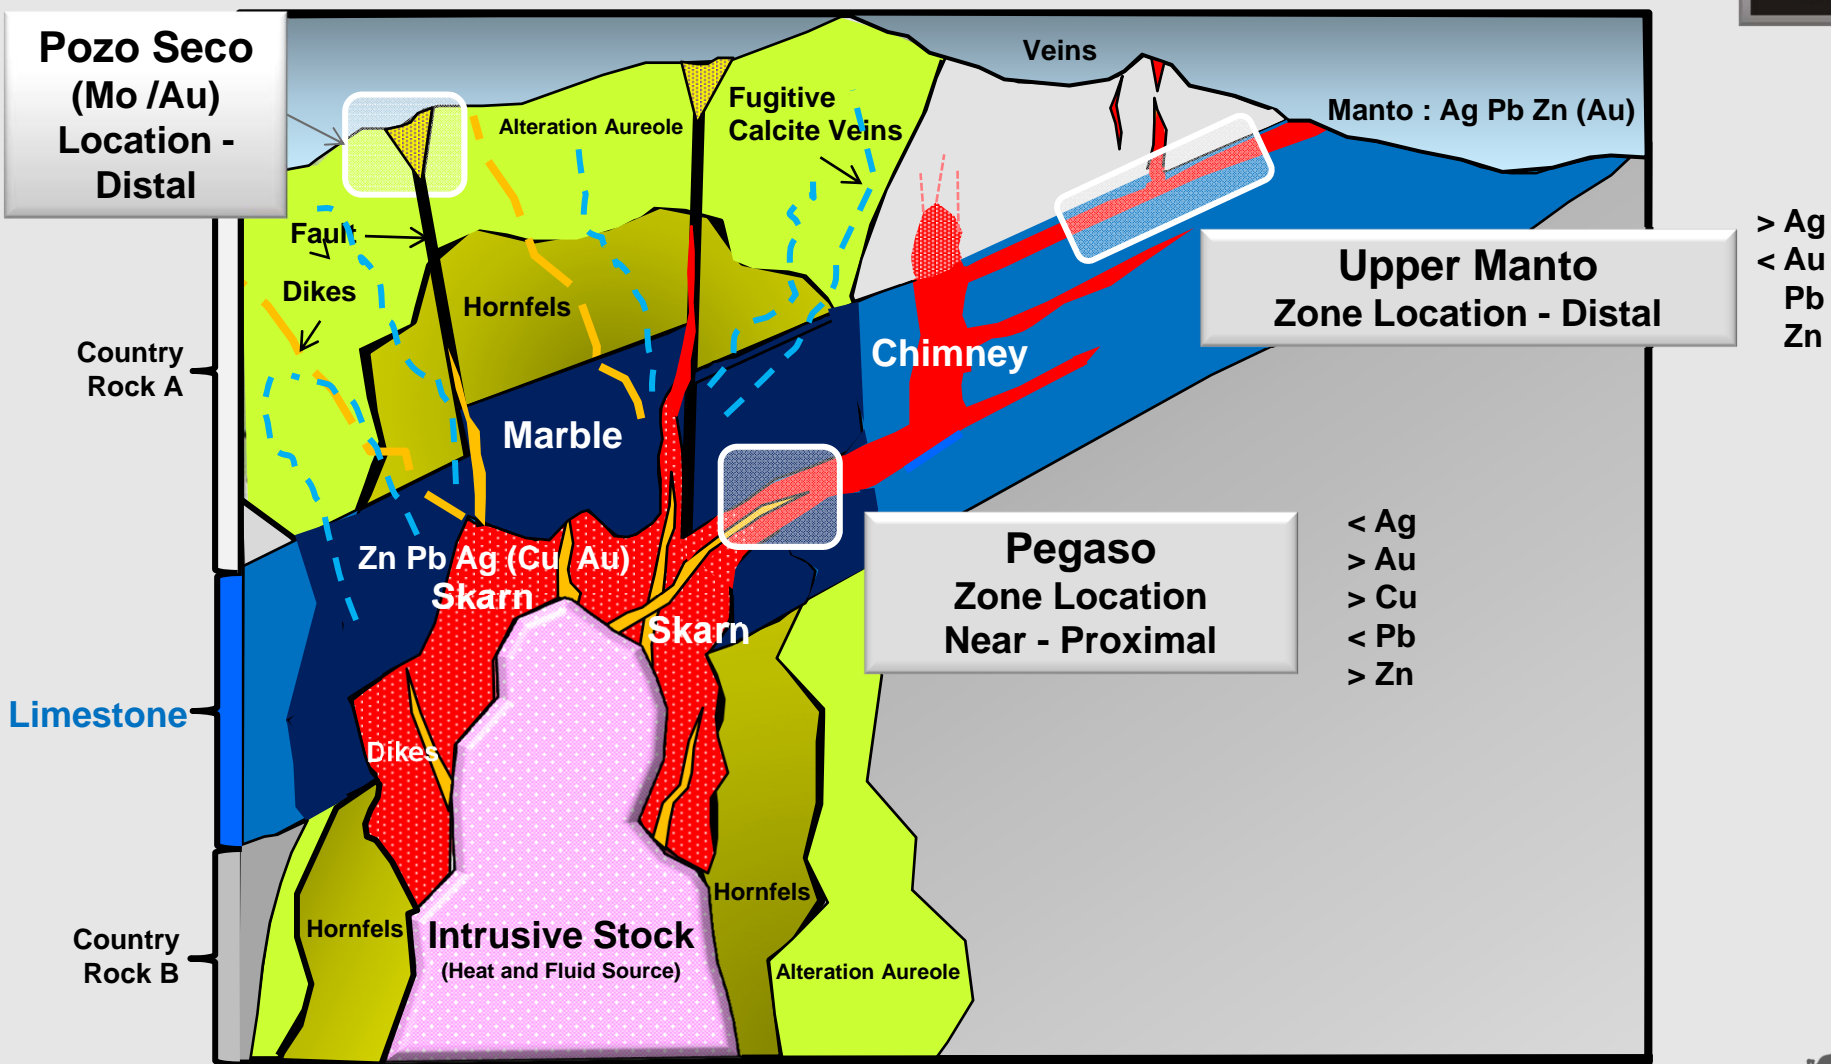 Pozo Seco
(Mo /Au)
Location -
Distal
Veins
Manto : Ag Pb Zn (Au)
Alteration Aureole
Fugitive
Calcite Veins
Fault
Dikes
Hornfels
Country
Rock A
Chimney
Upper Manto
Zone Location - Distal
> Ag
< Au
Pb
Zn
Marble
Zn Pb Ag (Cu Au)
Skarn
Skarn
Pegaso
Zone Location
Near - Proximal
< Ag
> Au
> Cu
< Pb
> Zn
Limestone
Dikes
Hornfels
Hornfels
Intrusive Stock
(Heat and Fluid Source)
Alteration Aureole
Country
Rock B